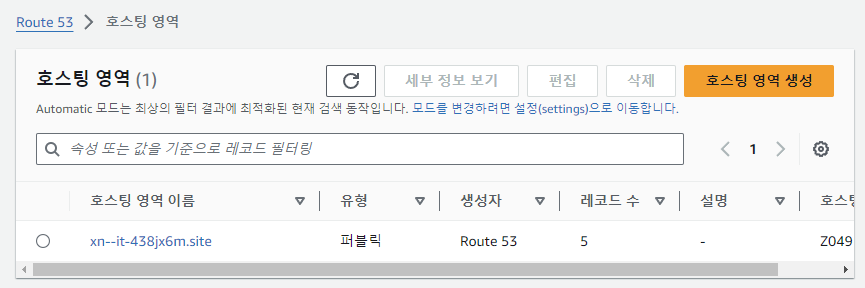 Route 53 > 호스팅 영역
호스팅 영역 (1)
세부 정보 보기
편집
삭제
호스팅 영역 생성
Automatic 모드는 최상의 필터 결과에 최적화된 현재 검색 동작입니다. 모드를 변경하려면 설정(settings)으로 이동합니다.
속성 또는 값을 기준으로 레코드 필터링
1
호스팅 영역 이름 유형 생성자 레코드 수 설명 호스팅
xn--it-438jx6m.site 퍼블릭 Route 53 5 - Z049